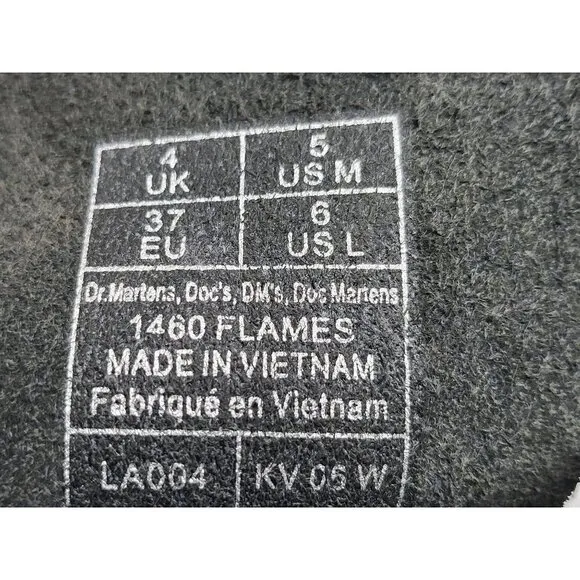 4 UK
5 US M
37 EU
6 US L
Dr.Martens, Doc's, DM's, Doc Martens
1460 FLAMES
MADE IN VIETNAM
Fabriqué en Vietnam
LA004
KV 05 W